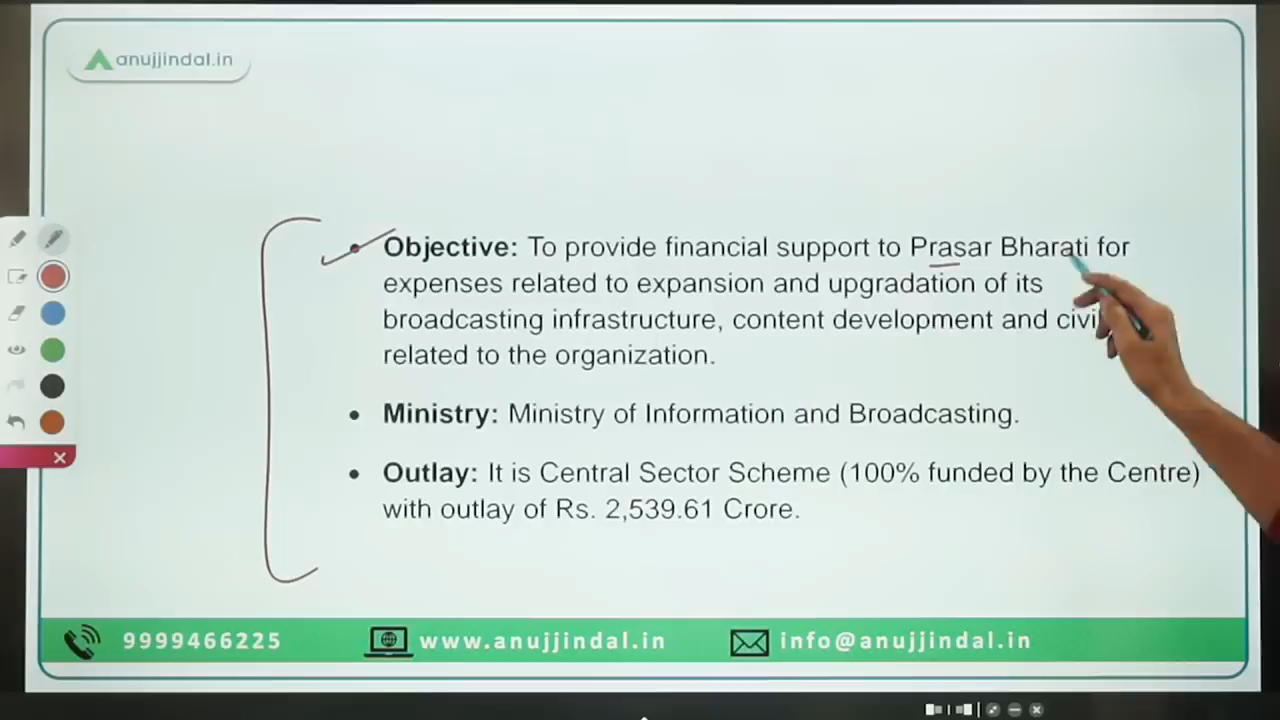 anujjindal.in
• Objective: To provide financial support to Prasar Bharati for
expenses related to expansion and upgradation of its
broadcasting infrastructure, content development and
related to the organization.
• Ministry: Ministry of Information and Broadcasting.
• Outlay: It is Central Sector Scheme (100% funded by the Centre)
with outlay of Rs. 2,539.61 Crore.
9999466225 www.anujjindal.in info@anujjindal.in